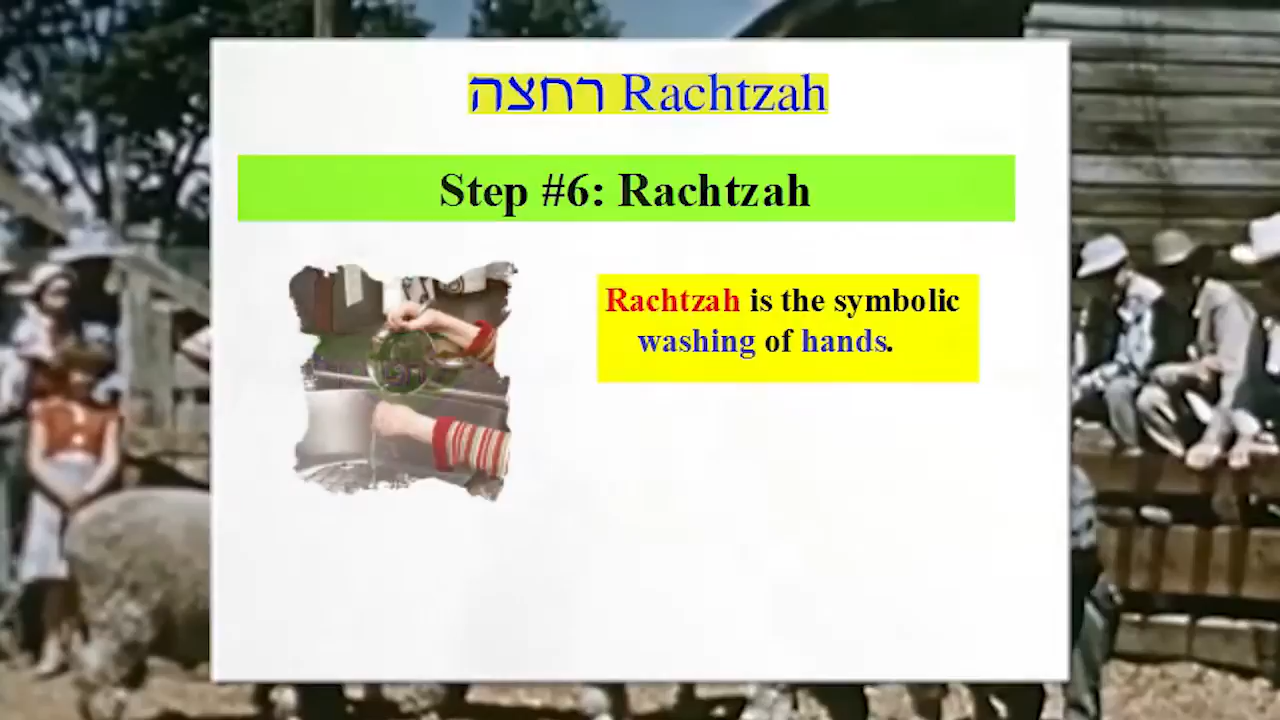 רחצה Rachtzah
Step #6: Rachtzah
Rachtzah is the symbolic
washing of hands.